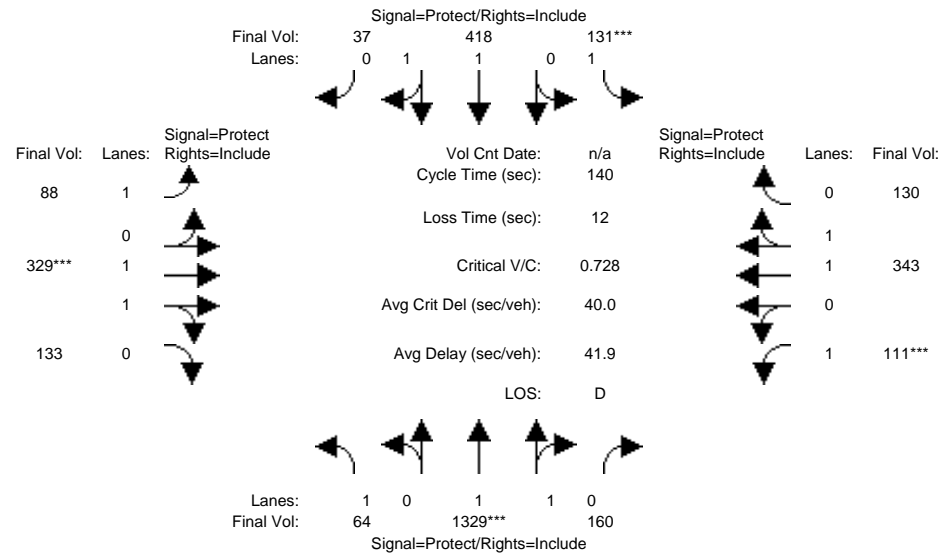 Signal=Protect/Rights=Include
Final Vol: 37 418 131***
Lanes: 0 1 1 0 1
Signal=Protect Signal=Protect
Final Vol: Lanes: Rights=Include Vol Cnt Date: n/a Rights=Include Lanes: Final Vol:
Cycle Time (sec): 140
88 1 0 130
Loss Time (sec): 12
0 1
329*** 1 Critical V/C: 0.728 1 343
1 Avg Crit Del (sec/veh): 40.0 0
133 0 Avg Delay (sec/veh): 41.9 1 111***
LOS: D
Lanes: 1 0 1 1 0
Final Vol: 64 1329*** 160
Signal=Protect/Rights=Include